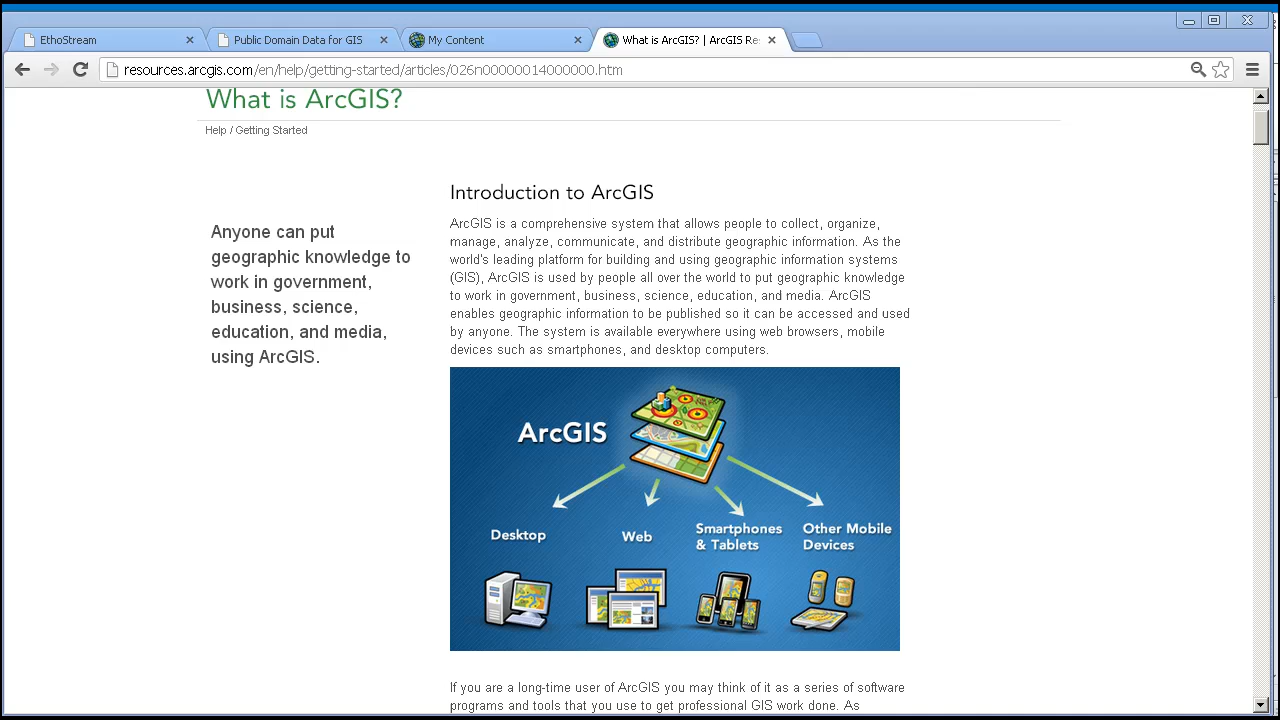 EthoStream
Public Domain Data for GIS
My Content
What is ArcGIS? | ArcGIS Re
resources.arcgis.com/en/help/getting-started/articles/026n00000014000000.htm
What is ArcGIS?
Help / Getting Started
Introduction to ArcGIS
Anyone can put
geographic knowledge to
work in government,
business, science,
education, and media,
using ArcGIS.
ArcGIS is a comprehensive system that allows people to collect, organize,
manage, analyze, communicate, and distribute geographic information. As the
world's leading platform for building and using geographic information systems
(GIS), ArcGIS is used by people all over the world to put geographic knowledge
to work in government, business, science, education, and media. ArcGIS
enables geographic information to be published so it can be accessed and used
by anyone. The system is available everywhere using web browsers, mobile
devices such as smartphones, and desktop computers.
ArcGIS
Desktop
Web
Smartphones
& Tablets
Other Mobile
Devices
If you are a long-time user of ArcGIS you may think of it as a series of software
programs and tools that you use to get professional GIS work done. As